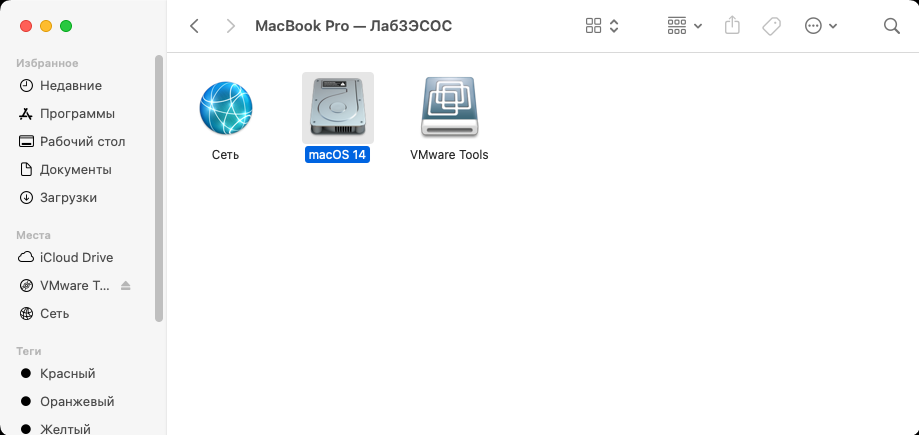 MacBook Pro — Лаб3ЭСОС
Избранное
Недавние
Программы
Рабочий стол
Документы
Загрузки
Места
iCloud Drive
VMware T...
Сеть
Теги
Красный
Оранжевый
Желтый
Сеть
macOS 14
VMware Tools